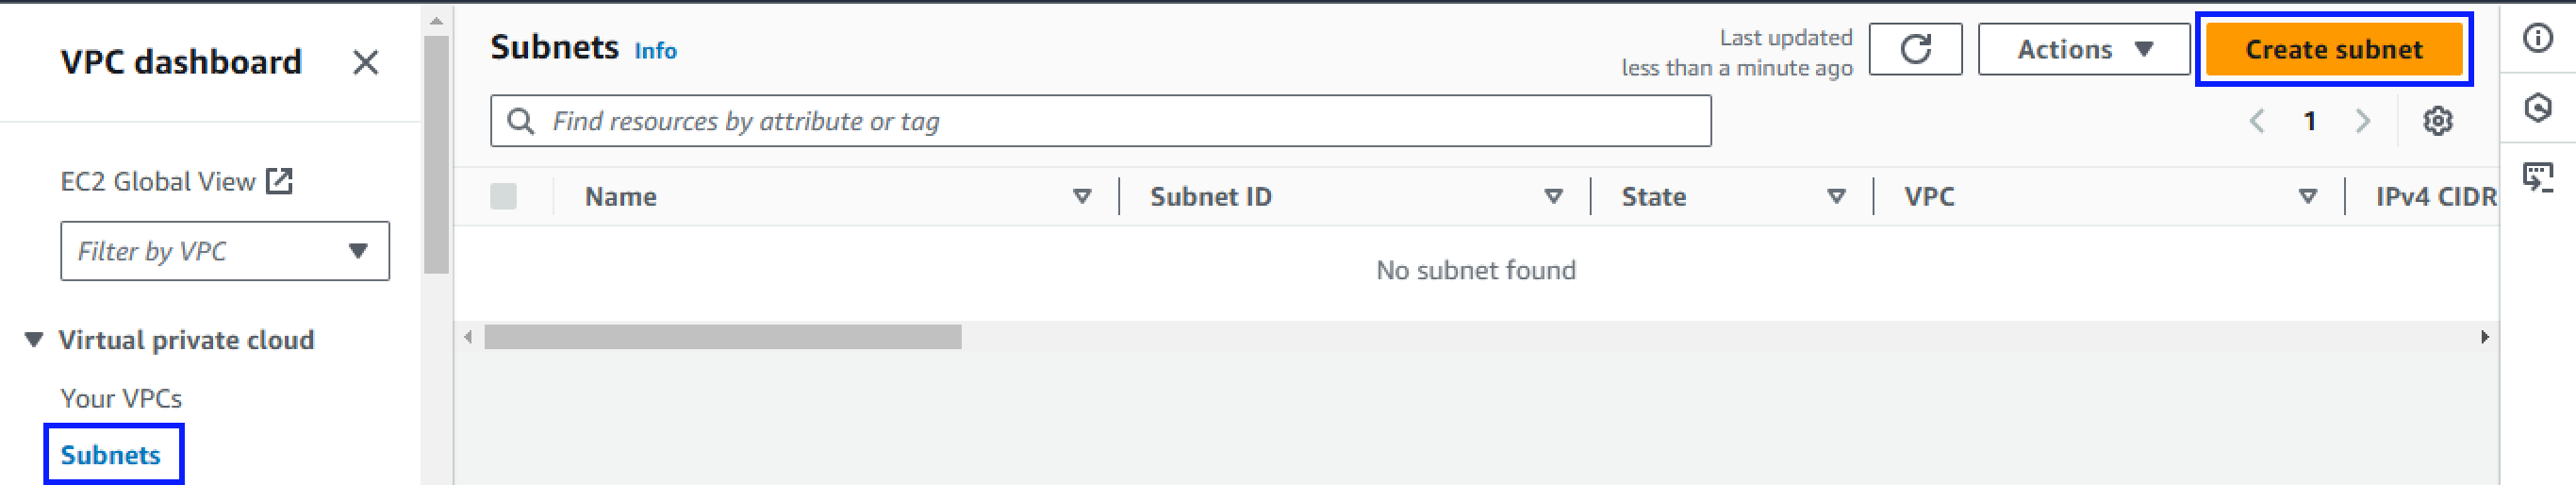 VPC dashboard
EC2 Global View
Filter by VPC
Virtual private cloud
Your VPCs
Subnets
Subnets Info
Last updated
less than a minute ago
Actions
Create subnet
Find resources by attribute or tag
1
Name Subnet ID State VPC IPv4 CIDR
No subnet found